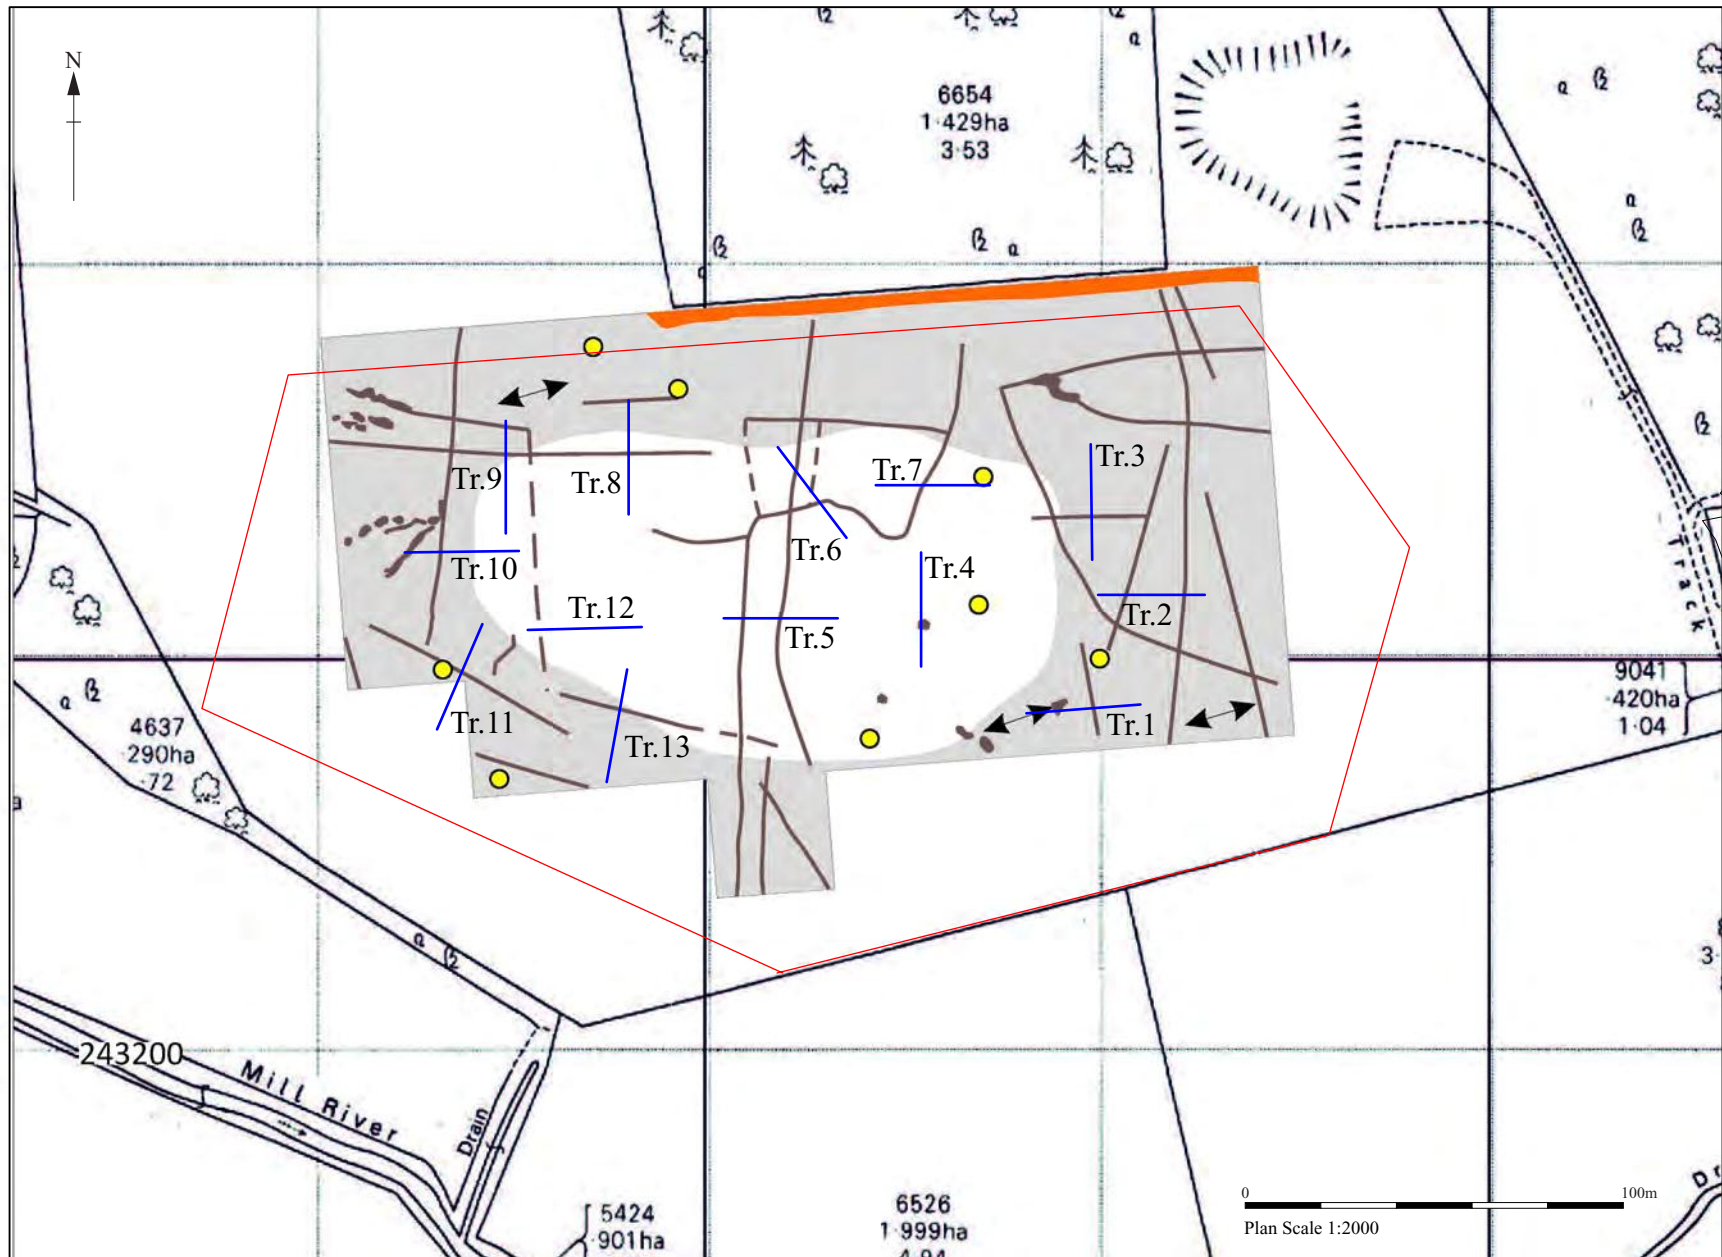 N
6654
1·429ha
3·53
Tr.3
Tr.7
Tr.9
Tr.8
Tr.6
Tr.4
Tr.10
Tr.12
Tr.2
Tr.5
Track
9041
·420ha
1·04
4637
·290ha
·72
Tr.11
Tr.13
Tr.1
243200
Mill River
Drain
5424
·901ha
6526
1·999ha
0
100m
Plan Scale 1:2000